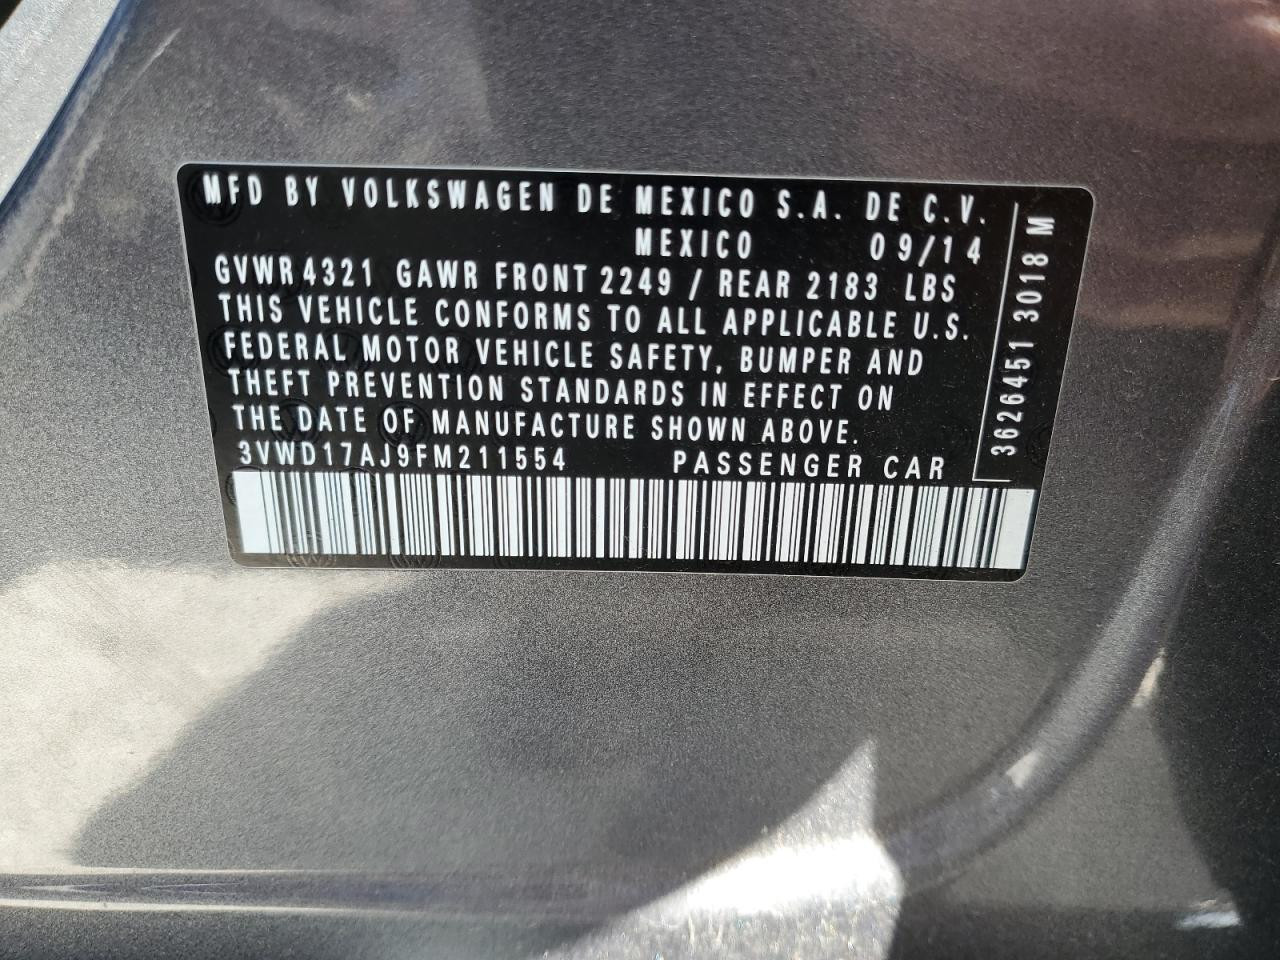 MFD BY VOLKSWAGEN DE MEXICO S.A. DE C.V.
MEXICO 09/14
GVWR 4321 GAWR FRONT 2249 / REAR 2183 LBS
THIS VEHICLE CONFORMS TO ALL APPLICABLE U.S.
FEDERAL MOTOR VEHICLE SAFETY, BUMPER AND
THEFT PREVENTION STANDARDS IN EFFECT ON
THE DATE OF MANUFACTURE SHOWN ABOVE.
3VWD17AJ9FM211554 PASSENGER CAR
3626451 3018 M